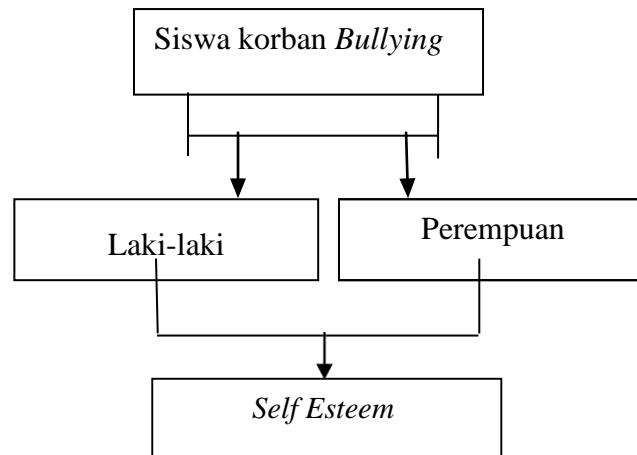 Siswa korban Bullying
Laki-laki
Perempuan
Self Esteem